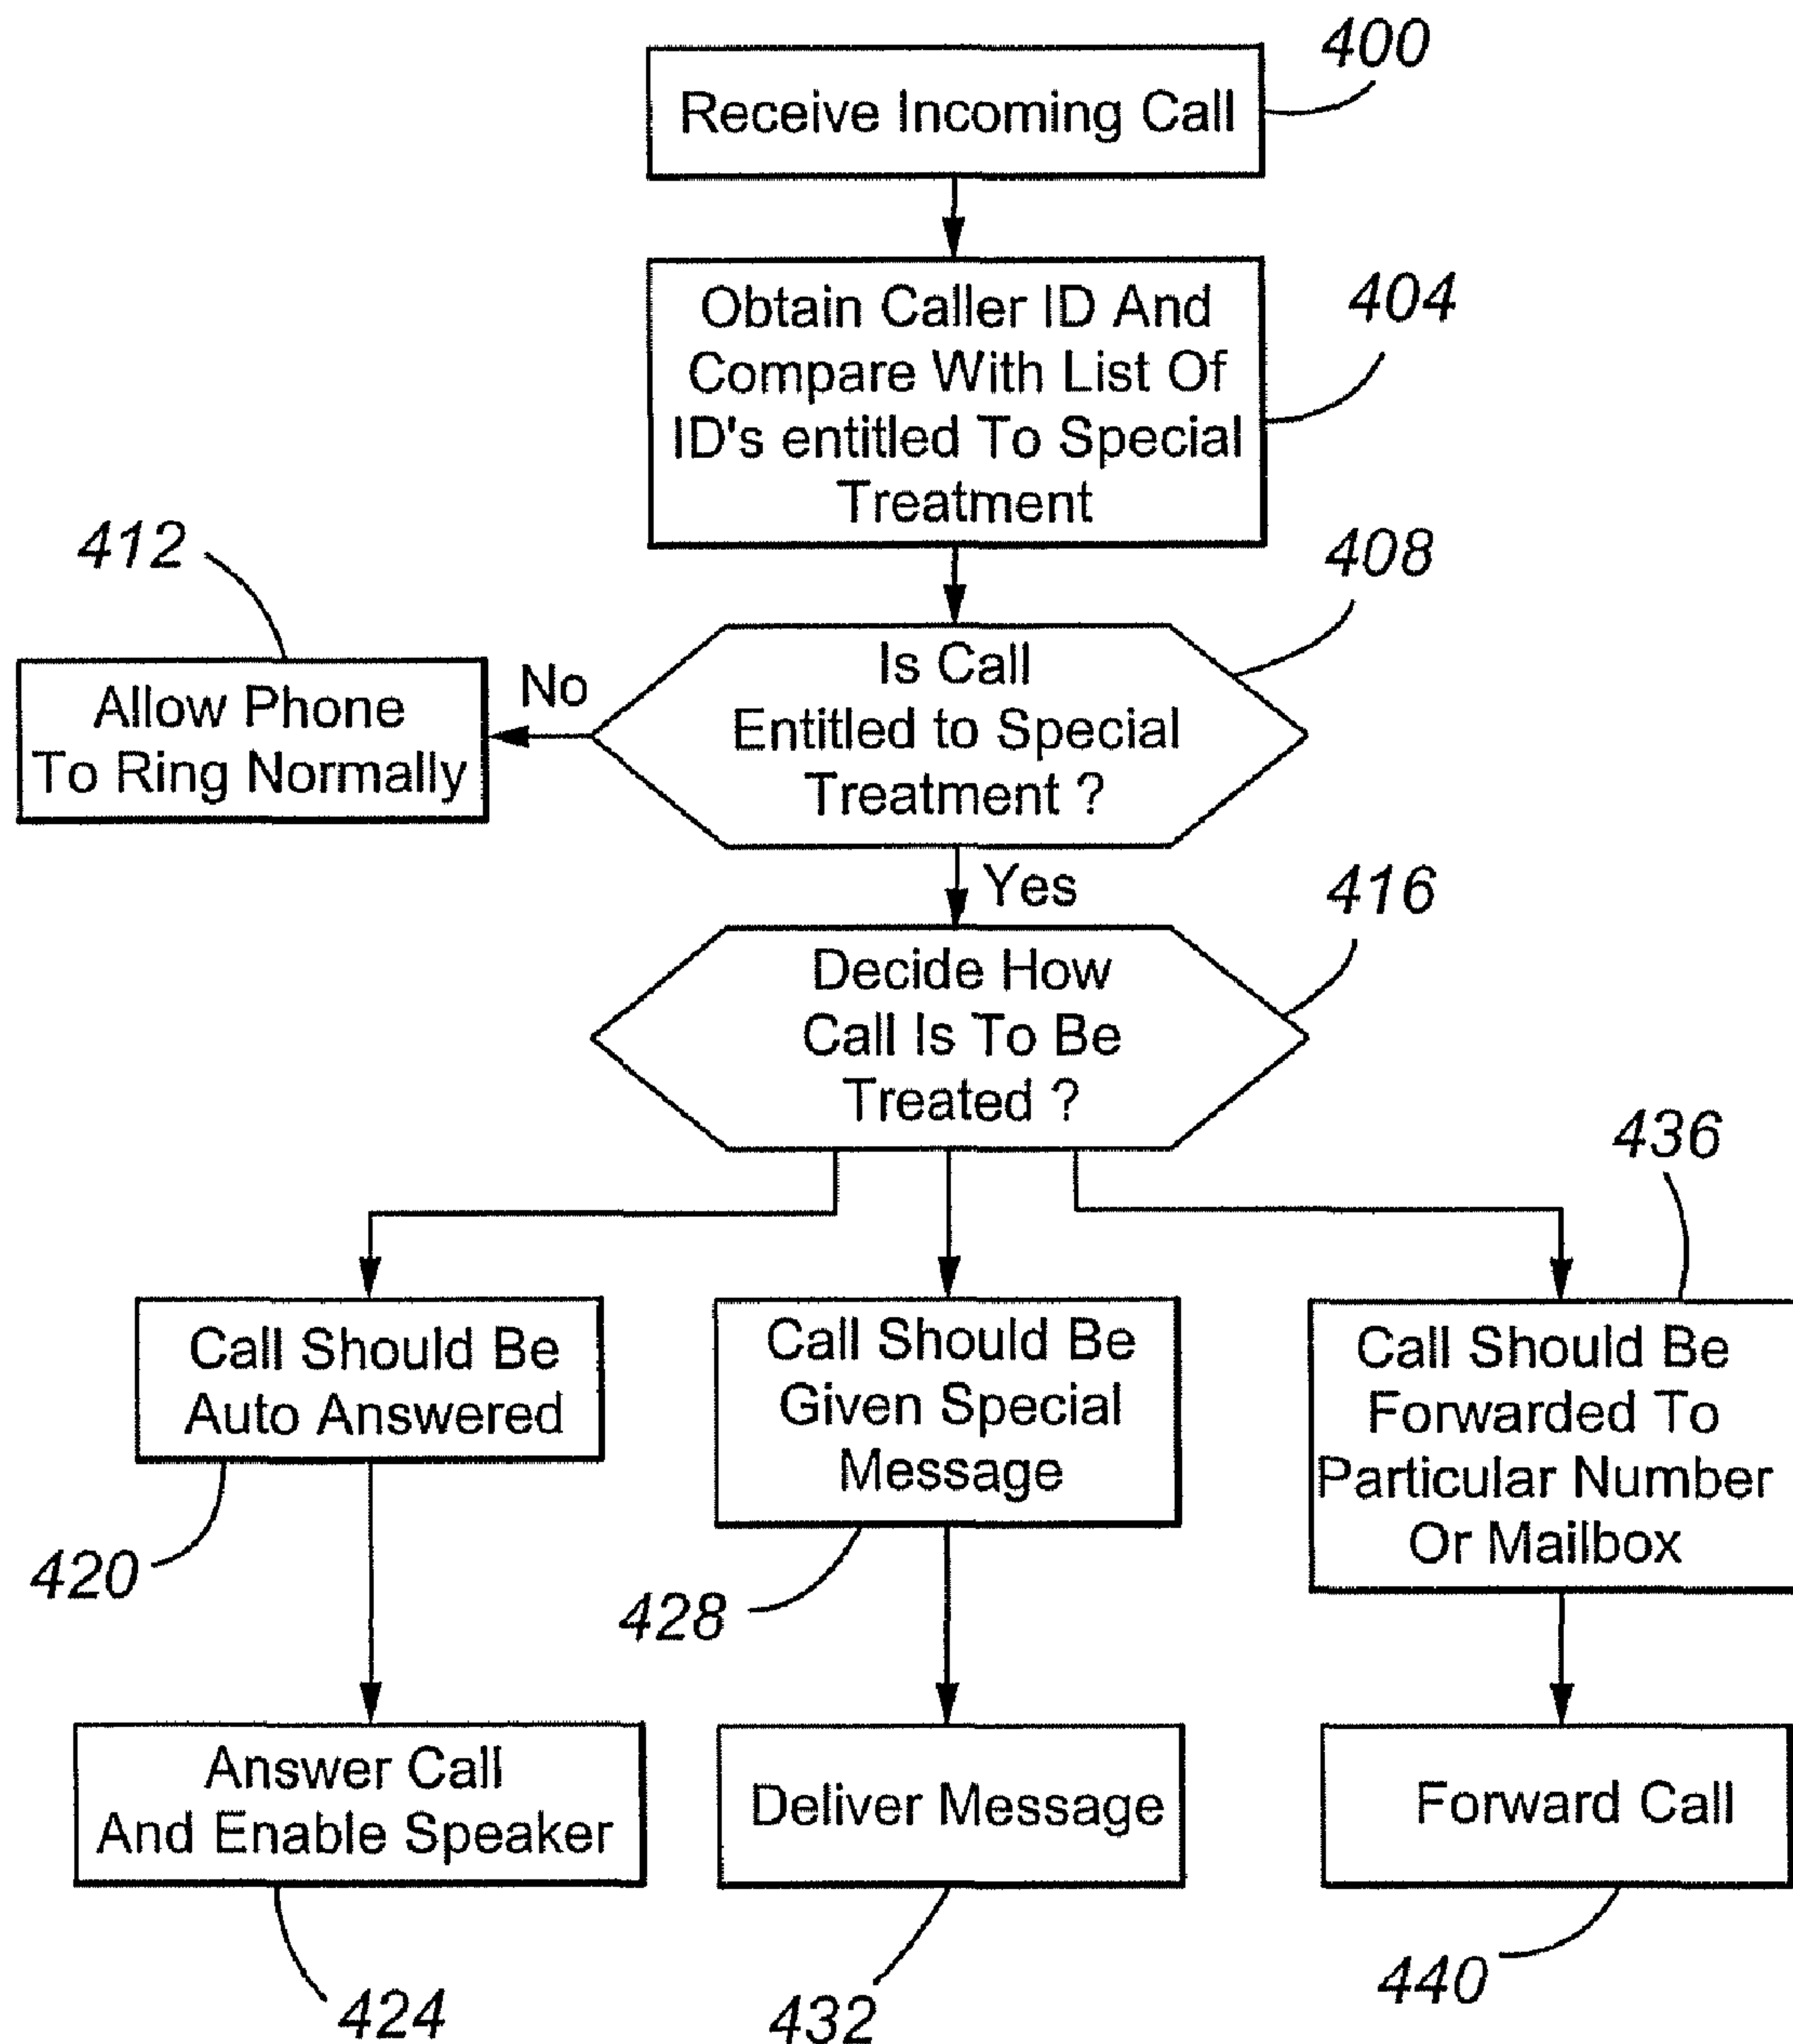 400
Receive Incoming Call
404
Obtain Caller ID And
Compare With List Of
ID's entitled To Special
Treatment
408
412
Is Call
Entitled to Special
Treatment ?
No
Allow Phone
To Ring Normally
Yes
416
Decide How
Call Is To Be
Treated ?
436
Call Should Be
Auto Answered
420
Call Should Be
Given Special
Message
428
Call Should Be
Forwarded To
Particular Number
Or Mailbox
Answer Call
And Enable Speaker
424
Deliver Message
432
Forward Call
440